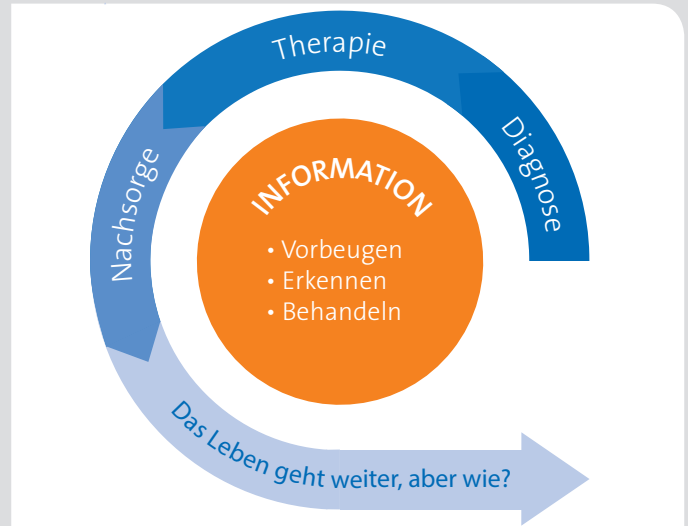 Therapie
Diagnose
Nachsorge
INFORMATION
• Vorbeugen
• Erkennen
• Behandeln
Das Leben geht weiter, aber wie?